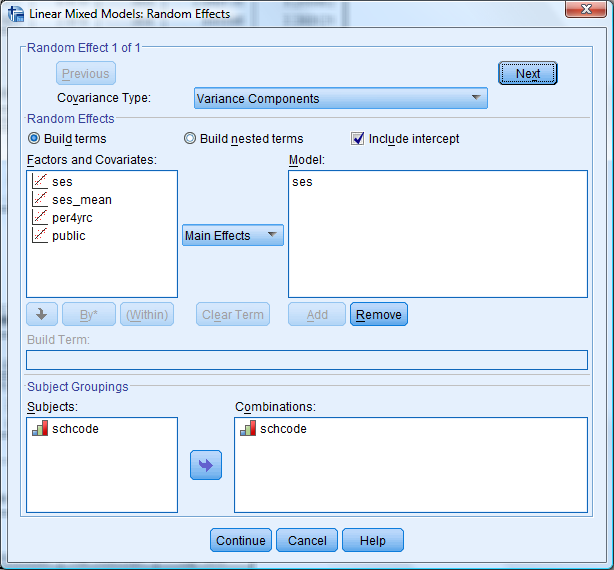 Linear Mixed Models: Random Effects
Random Effect 1 of 1
Previous
Next
Covariance Type:
Variance Components
Random Effects
Build terms
Build nested terms
Include intercept
Factors and Covariates:
Model:
ses
ses_mean
per4yrc
public
Main Effects
ses
By*
(Within)
Clear Term
Add
Remove
Build Term:
Subject Groupings
Subjects:
Combinations:
schcode
schcode
Continue
Cancel
Help